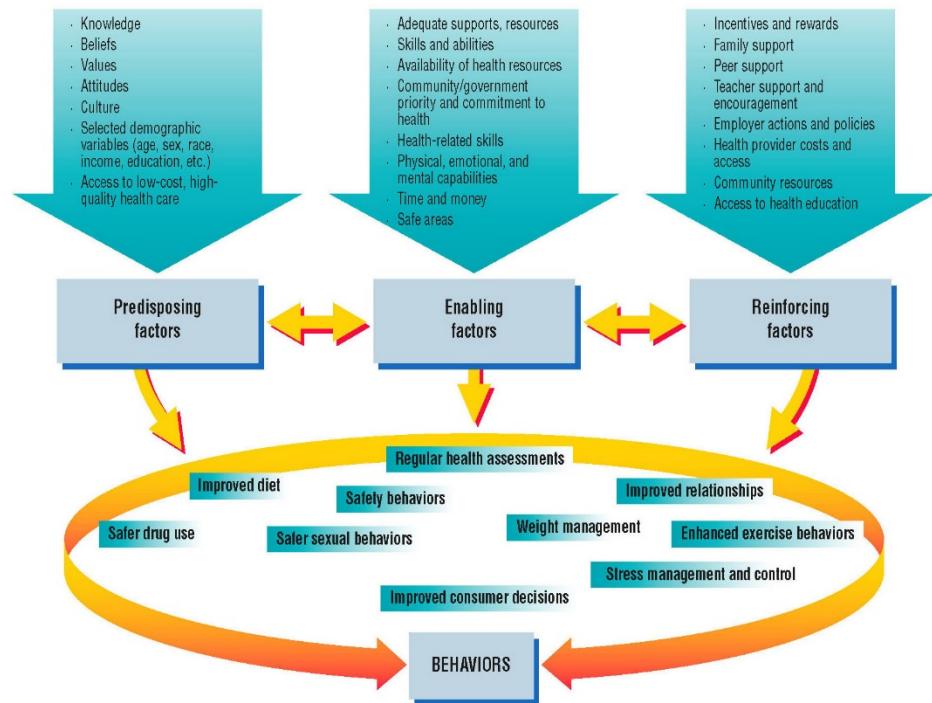 · Knowledge
· Beliefs
· Values
· Attitudes
· Culture
· Selected demographic
variables (age, sex, race,
income, education, etc.)
· Access to low-cost, high-
quality health care
· Adequate supports, resources
· Skills and abilities
· Availability of health resources
· Community/government
priority and commitment to
health
· Health-related skills
· Physical, emotional, and
mental capabilities
· Time and money
· Safe areas
· Incentives and rewards
· Family support
· Peer support
· Teacher support and
encouragement
· Employer actions and policies
· Health provider costs and
access
· Community resources
· Access to health education
Predisposing
factors
Enabling
factors
Reinforcing
factors
Regular health assessments
Improved diet
Safely behaviors
Improved relationships
Safer drug use
Safer sexual behaviors
Weight management
Enhanced exercise behaviors
Stress management and control
Improved consumer decisions
BEHAVIORS